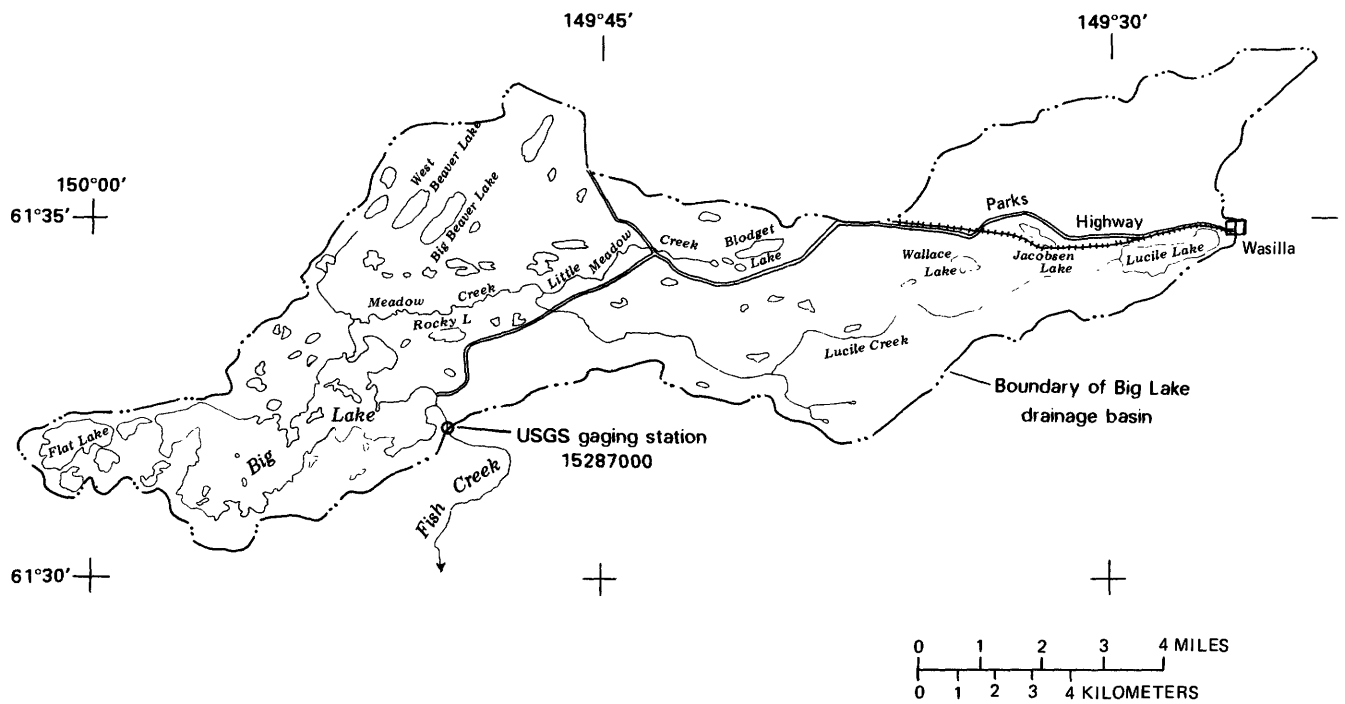 149°45′
149°30′
150°00′
61°35′
West
Beaver Lake
Big Beaver Lake
Parks
Highway
Wasilla
Little Meadow Creek
Blodget
Lake
Wallace
Lake
Jacobsen
Lake
Lucile Lake
Meadow Creek
Rocky L
Lucile Creek
Boundary of Big Lake
drainage basin
Flat Lake
Big Lake
USGS gaging station
15287000
Fish Creek
61°30′
0 1 2 3 4 MILES
0 1 2 3 4 KILOMETERS